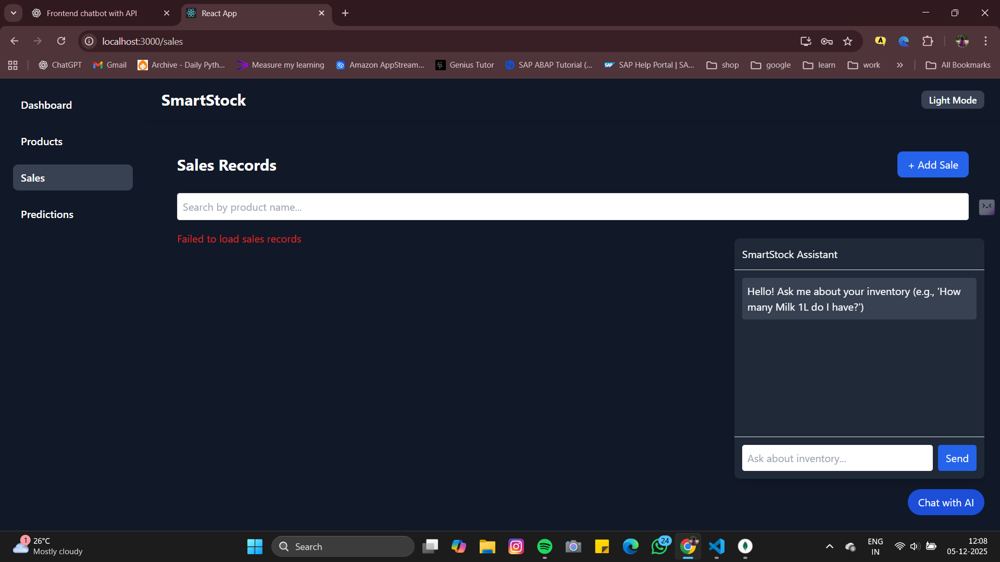 Frontend chatbot with API
React App
localhost:3000/sales
ChatGPT
Gmail
Archive - Daily Pyth...
Measure my learning
Amazon AppStream...
Genius Tutor
SAP ABAP Tutorial (...
SAP
SAP Help Portal | SA...
shop
google
learn
work
»
All Bookmarks
Dashboard
Products
Sales
Predictions
SmartStock
Light Mode
Sales Records
+ Add Sale
Search by product name...
Failed to load sales records
SmartStock Assistant
Hello! Ask me about your inventory (e.g., 'How
many Milk 1L do I have?')
Ask about inventory...
Send
Chat with AI
1
26°C
Mostly cloudy
Search
24
ENG
IN
12:08
05-12-2025